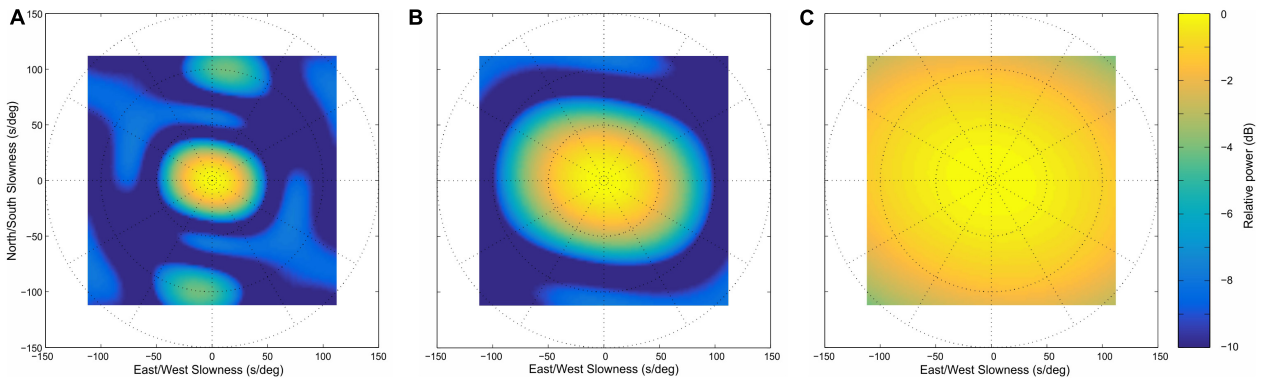 A
B
C
150
100
50
0
−50
−100
−150
North/South Slowness (s/deg)
−150 −100 −50 0 50 100 150
East/West Slowness (s/deg)
−150 −100 −50 0 50 100 150
East/West Slowness (s/deg)
−150 −100 −50 0 50 100 150
East/West Slowness (s/deg)
0
−2
−4
−6
−8
−10
Relative power (dB)